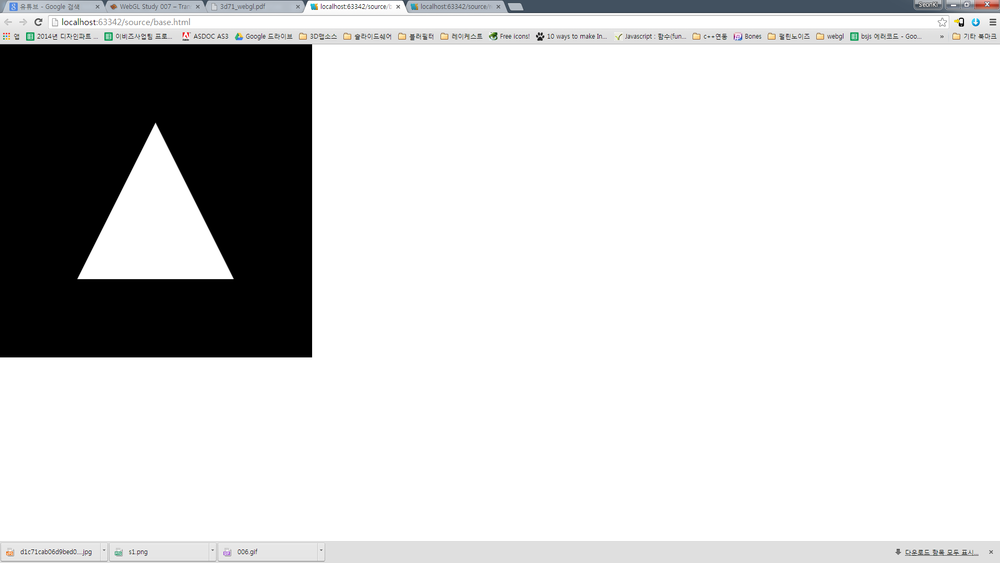 유튜브 - Google 검색
WebGL Study 007 – Tran
3d71_webgl.pdf
localhost:63342/source/b
localhost:63342/source/r
SeonKi
localhost:63342/source/base.html
앱
2014년 디자인파트 ...
이비즈사업팀 프로...
ASDOC AS3
Google 드라이브
3D맵소스
슬라이드쉐어
블러필터
레이케스트
Free icons!
10 ways to make In...
Javascript : 함수(fun...
c++연동
Bones
펄린노이즈
webgl
bsjs 에러코드 - Goo...
»
기타 북마크
d1c71cab06d9bed0....jpg
s1.png
006.gif
다운로드 항목 모두 표시...